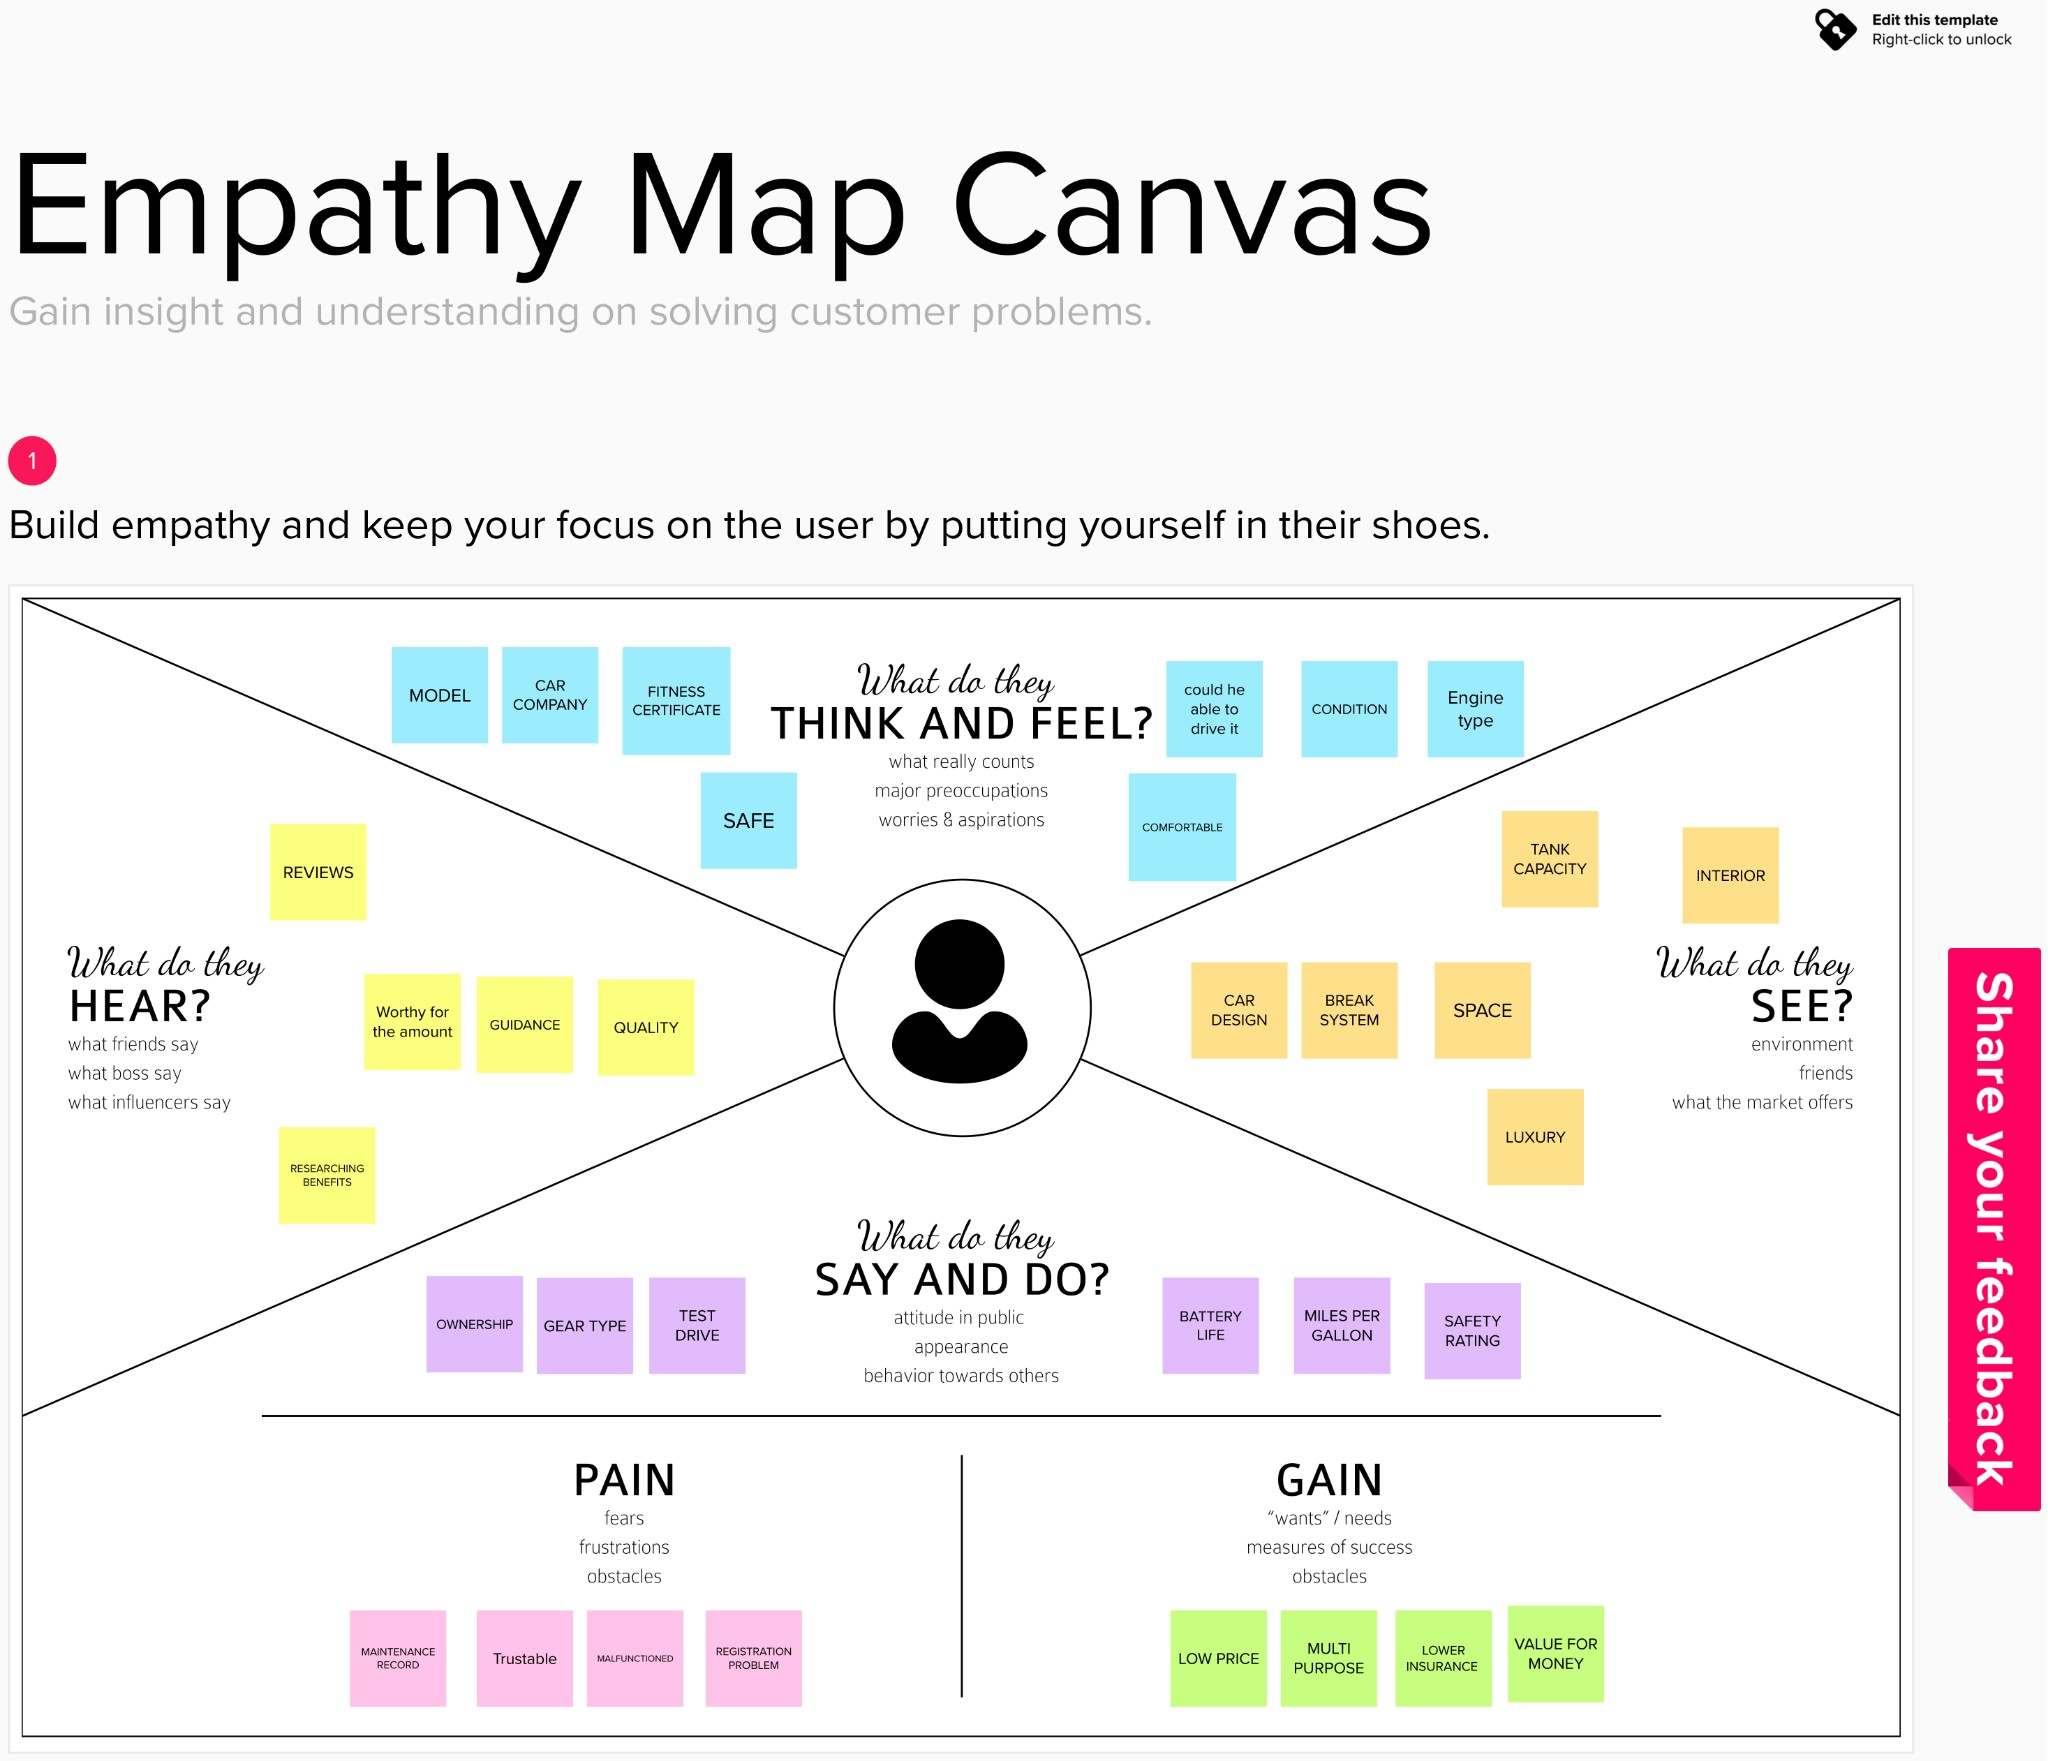 Edit this template
Right-click to unlock
Empathy Map Canvas
Gain insight and understanding on solving customer problems.
1
Build empathy and keep your focus on the user by putting yourself in their shoes.
MODEL
CAR
COMPANY
FITNESS
CERTIFICATE
SAFE
What do they
THINK AND FEEL?
what really counts
major preoccupations
worries & aspirations
could he
able to
drive it
CONDITION
Engine
type
COMFORTABLE
REVIEWS
What do they
HEAR?
what friends say
what boss say
what influencers say
Worthy for
the amount
GUIDANCE
QUALITY
RESEARCHING
BENEFITS
TANK
CAPACITY
INTERIOR
CAR
DESIGN
BREAK
SYSTEM
SPACE
What do they
SEE?
environment
friends
what the market offers
LUXURY
What do they
SAY AND DO?
attitude in public
appearance
behavior towards others
OWNERSHIP
GEAR TYPE
TEST
DRIVE
BATTERY
LIFE
MILES PER
GALLON
SAFETY
RATING
PAIN
fears
frustrations
obstacles
MAINTENANCE
RECORD
Trustable
MALFUNCTIONED
REGISTRATION
PROBLEM
GAIN
“wants” / needs
measures of success
obstacles
LOW PRICE
MULTI
PURPOSE
LOWER
INSURANCE
VALUE FOR
MONEY
Share your feedback